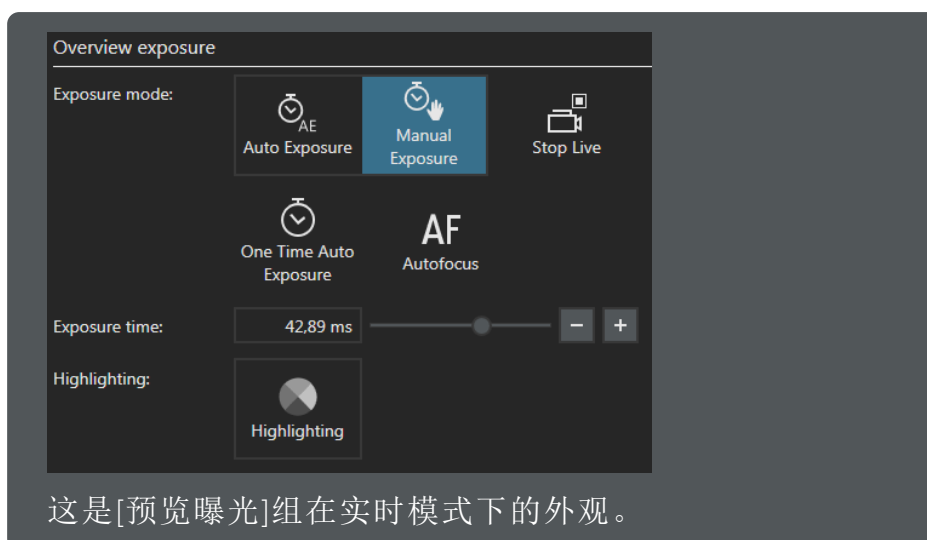 Overview exposure
Exposure mode:
AE
Auto Exposure
Manual
Exposure
Stop Live
One Time Auto
Exposure
AF
Autofocus
Exposure time:
42,89 ms
− +
Highlighting:
Highlighting
这是[预览曝光]组在实时模式下的外观。